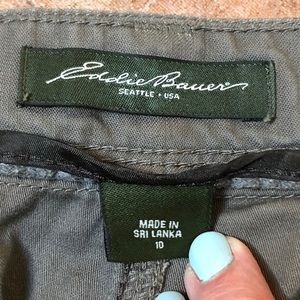 Eddie Bauer®
SEATTLE • USA
MADE IN
SRI LANKA
10